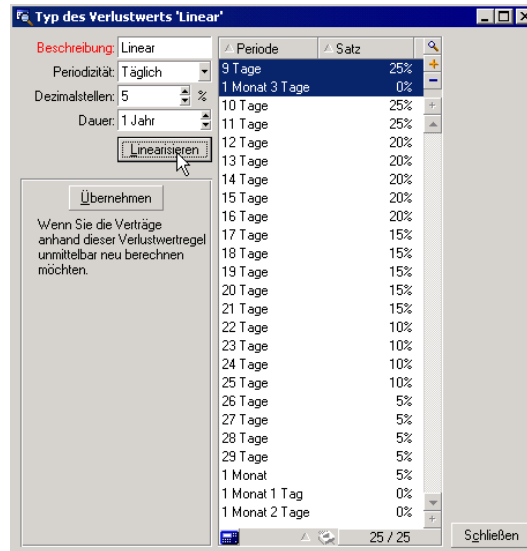 Typ des Verlustwerts 'Linear'
Beschreibung: Linear
Periodizität: Täglich
Dezimalstellen: 5 %
Dauer: 1 Jahr
Linearisieren
Übernehmen
Wenn Sie die Verträge
anhand dieser Verlustwertregel
unmittelbar neu berechnen
möchten.
Periode Satz
9 Tage 25%
1 Monat 3 Tage 0%
10 Tage 25%
11 Tage 25%
12 Tage 20%
13 Tage 20%
14 Tage 20%
15 Tage 20%
16 Tage 20%
17 Tage 15%
18 Tage 15%
19 Tage 15%
20 Tage 15%
21 Tage 15%
22 Tage 10%
23 Tage 10%
24 Tage 10%
25 Tage 10%
26 Tage 5%
27 Tage 5%
28 Tage 5%
29 Tage 5%
1 Monat 5%
1 Monat 1 Tag 0%
1 Monat 2 Tage 0%
25 / 25
Schließen